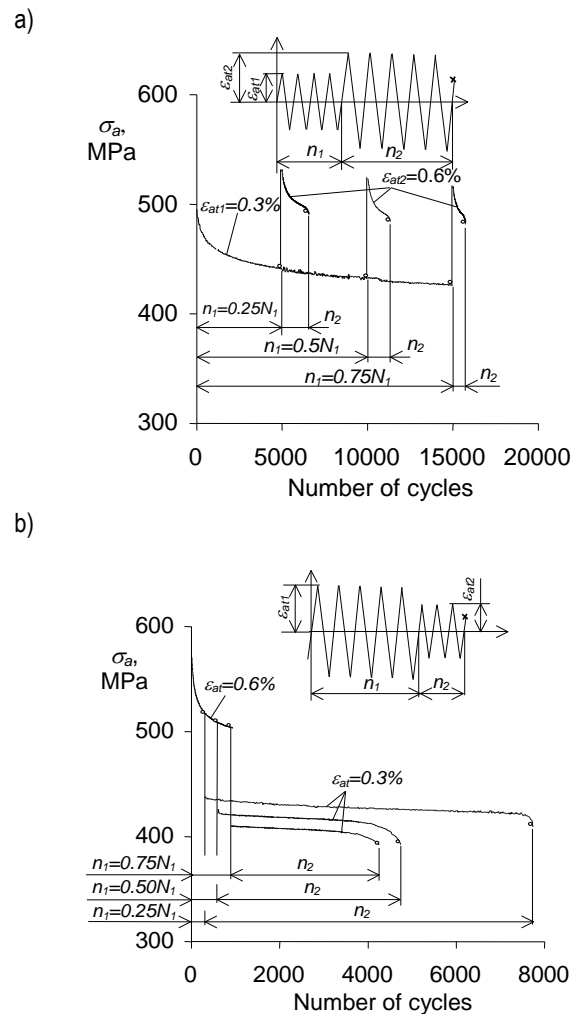 a)
εat2
εat1
600
σa,
MPa
n1
n2
εat2=0.6%
500
εat1=0.3%
400
n1=0.25N1
n2
n1=0.5N1
n2
n1=0.75N1
n2
300
0
5000
10000
15000
20000
Number of cycles
b)
εat1
εat2
600
σa,
MPa
n1
n2
εat=0.6%
500
εat=0.3%
400
n1=0.75N1
n2
n1=0.50N1
n2
n1=0.25N1
n2
300
0
2000
4000
6000
8000
Number of cycles